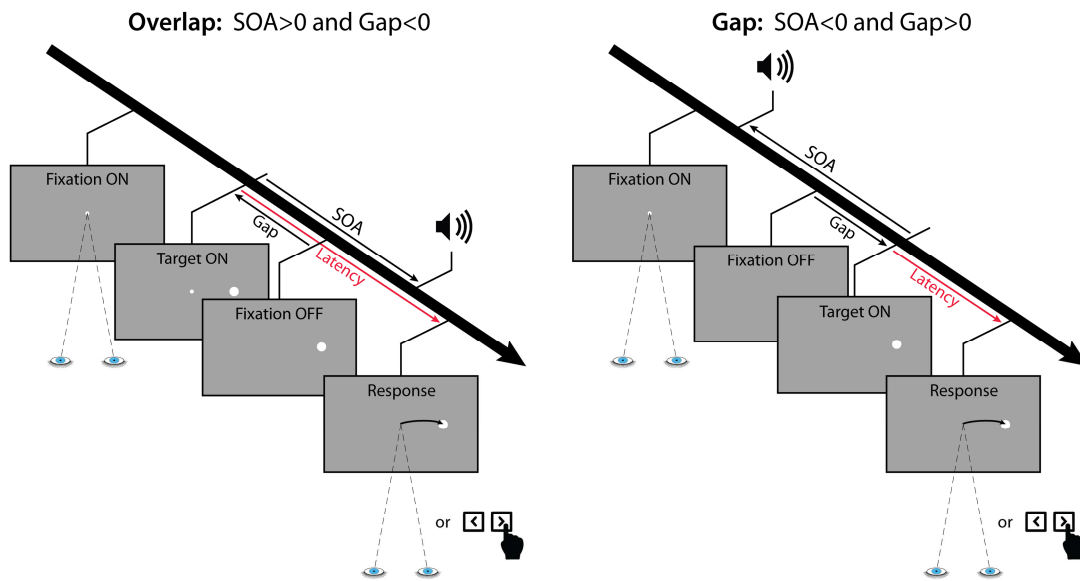 Overlap: SOA>0 and Gap<0
Fixation ON
SOA
Gap
Latency
Target ON
Fixation OFF
Response
or
Gap: SOA<0 and Gap>0
Fixation ON
SOA
Gap
Latency
Fixation OFF
Target ON
Response
or